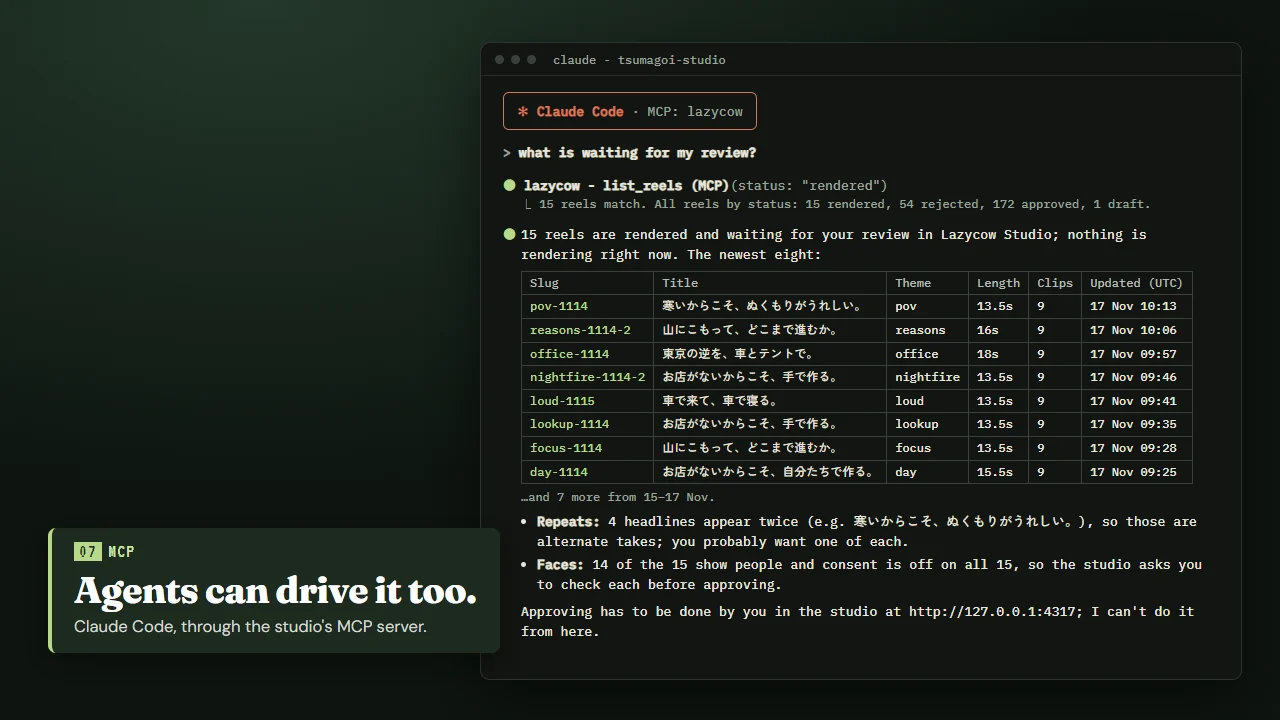 claude - tsumagoi-studio
✻ Claude Code · MCP: lazycow
> what is waiting for my review?
● lazycow - list_reels (MCP)(status: "rendered")
⎿ 15 reels match. All reels by status: 15 rendered, 54 rejected, 172 approved, 1 draft.
● 15 reels are rendered and waiting for your review in Lazycow Studio; nothing is
rendering right now. The newest eight:
Slug Title Theme Length Clips Updated (UTC)
pov-1114 寒いからこそ、ぬくもりがうれしい。 pov 13.5s 9 17 Nov 10:13
reasons-1114-2 山にこもって、どこまで進むか。 reasons 16s 9 17 Nov 10:06
office-1114 東京の逆を、車とテントで。 office 18s 9 17 Nov 09:57
nightfire-1114-2 お店がないからこそ、手で作る。 nightfire 13.5s 9 17 Nov 09:46
loud-1115 車で来て、車で寝る。 loud 13.5s 9 17 Nov 09:41
lookup-1114 お店がないからこそ、手で作る。 lookup 13.5s 9 17 Nov 09:35
focus-1114 山にこもって、どこまで進むか。 focus 13.5s 9 17 Nov 09:28
day-1114 お店がないからこそ、自分たちで作る。 day 15.5s 9 17 Nov 09:25
…and 7 more from 15–17 Nov.
• Repeats: 4 headlines appear twice (e.g. 寒いからこそ、ぬくもりがうれしい。), so those are
alternate takes; you probably want one of each.
• Faces: 14 of the 15 show people and consent is off on all 15, so the studio asks you
to check each before approving.
Approving has to be done by you in the studio at http://127.0.0.1:4317; I can't do it
from here.
07 MCP
Agents can drive it too.
Claude Code, through the studio's MCP server.